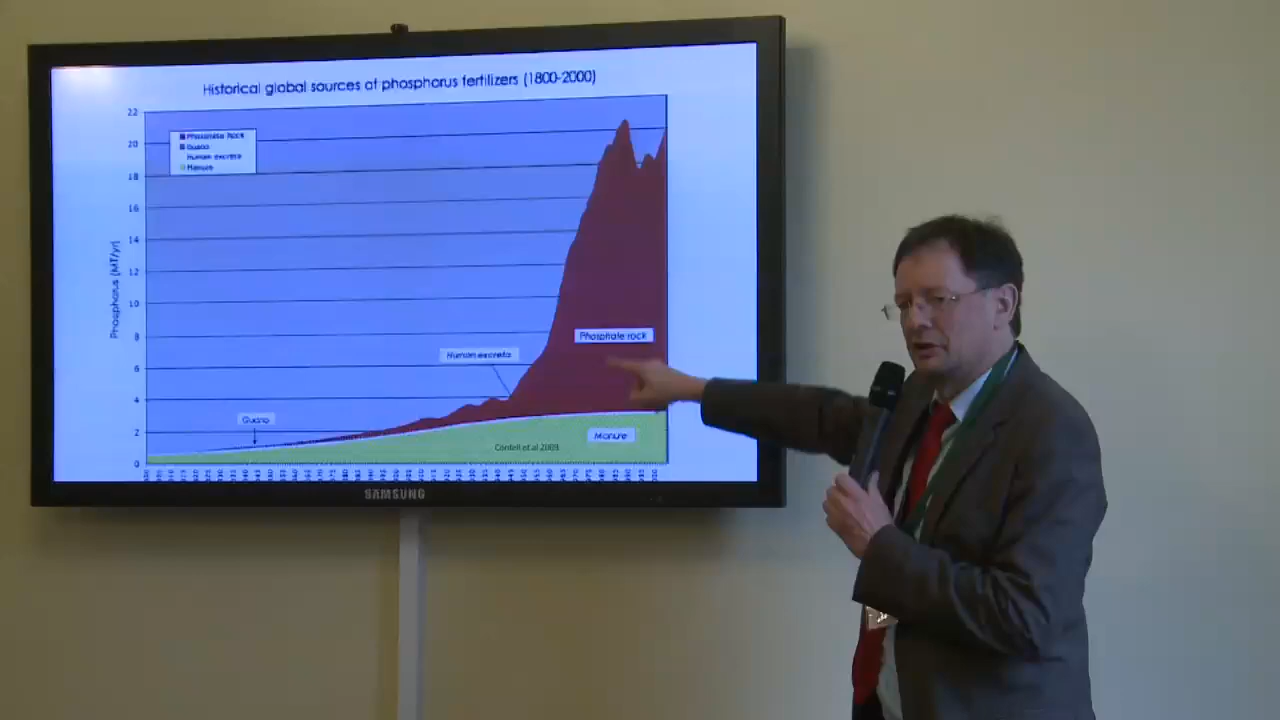 Historical global sources of phosphorus fertilizers (1800-2000)
22
20
18
16
14
12
10
8
6
4
2
0
Phosphorus (MT/yr)
Phosphate Rock
Guano
Human excreta
Manure
Phosphate rock
Human excreta
Guano
Manure
Cordell et al 2009
SAMSUNG